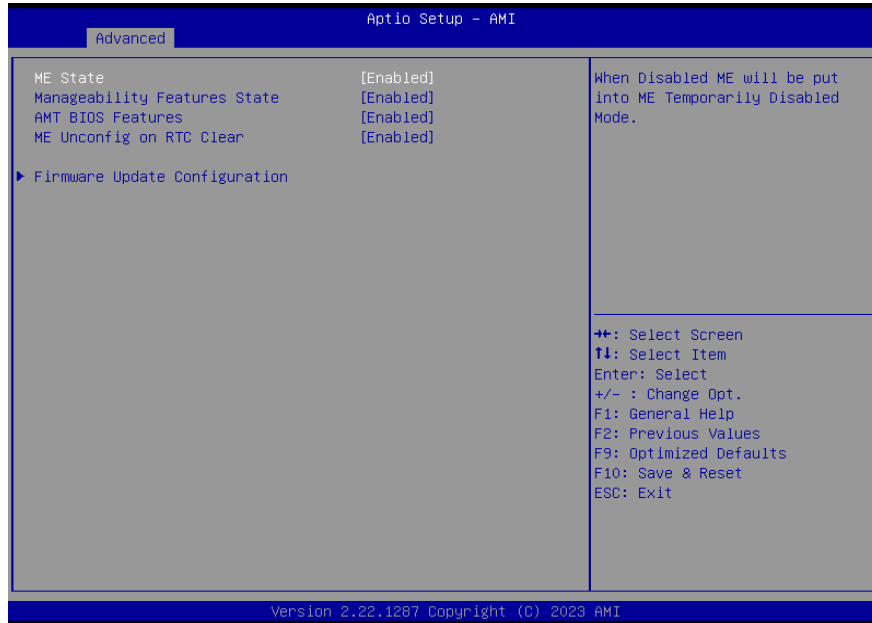 Aptio Setup – AMI
Advanced
ME State [Enabled]
Manageability Features State [Enabled]
AMT BIOS Features [Enabled]
ME Unconfig on RTC Clear [Enabled]
▶ Firmware Update Configuration
When Disabled ME will be put
into ME Temporarily Disabled
Mode.
→←: Select Screen
↑↓: Select Item
Enter: Select
+/- : Change Opt.
F1: General Help
F2: Previous Values
F9: Optimized Defaults
F10: Save & Reset
ESC: Exit
Version 2.22.1287 Copyright (C) 2023 AMI